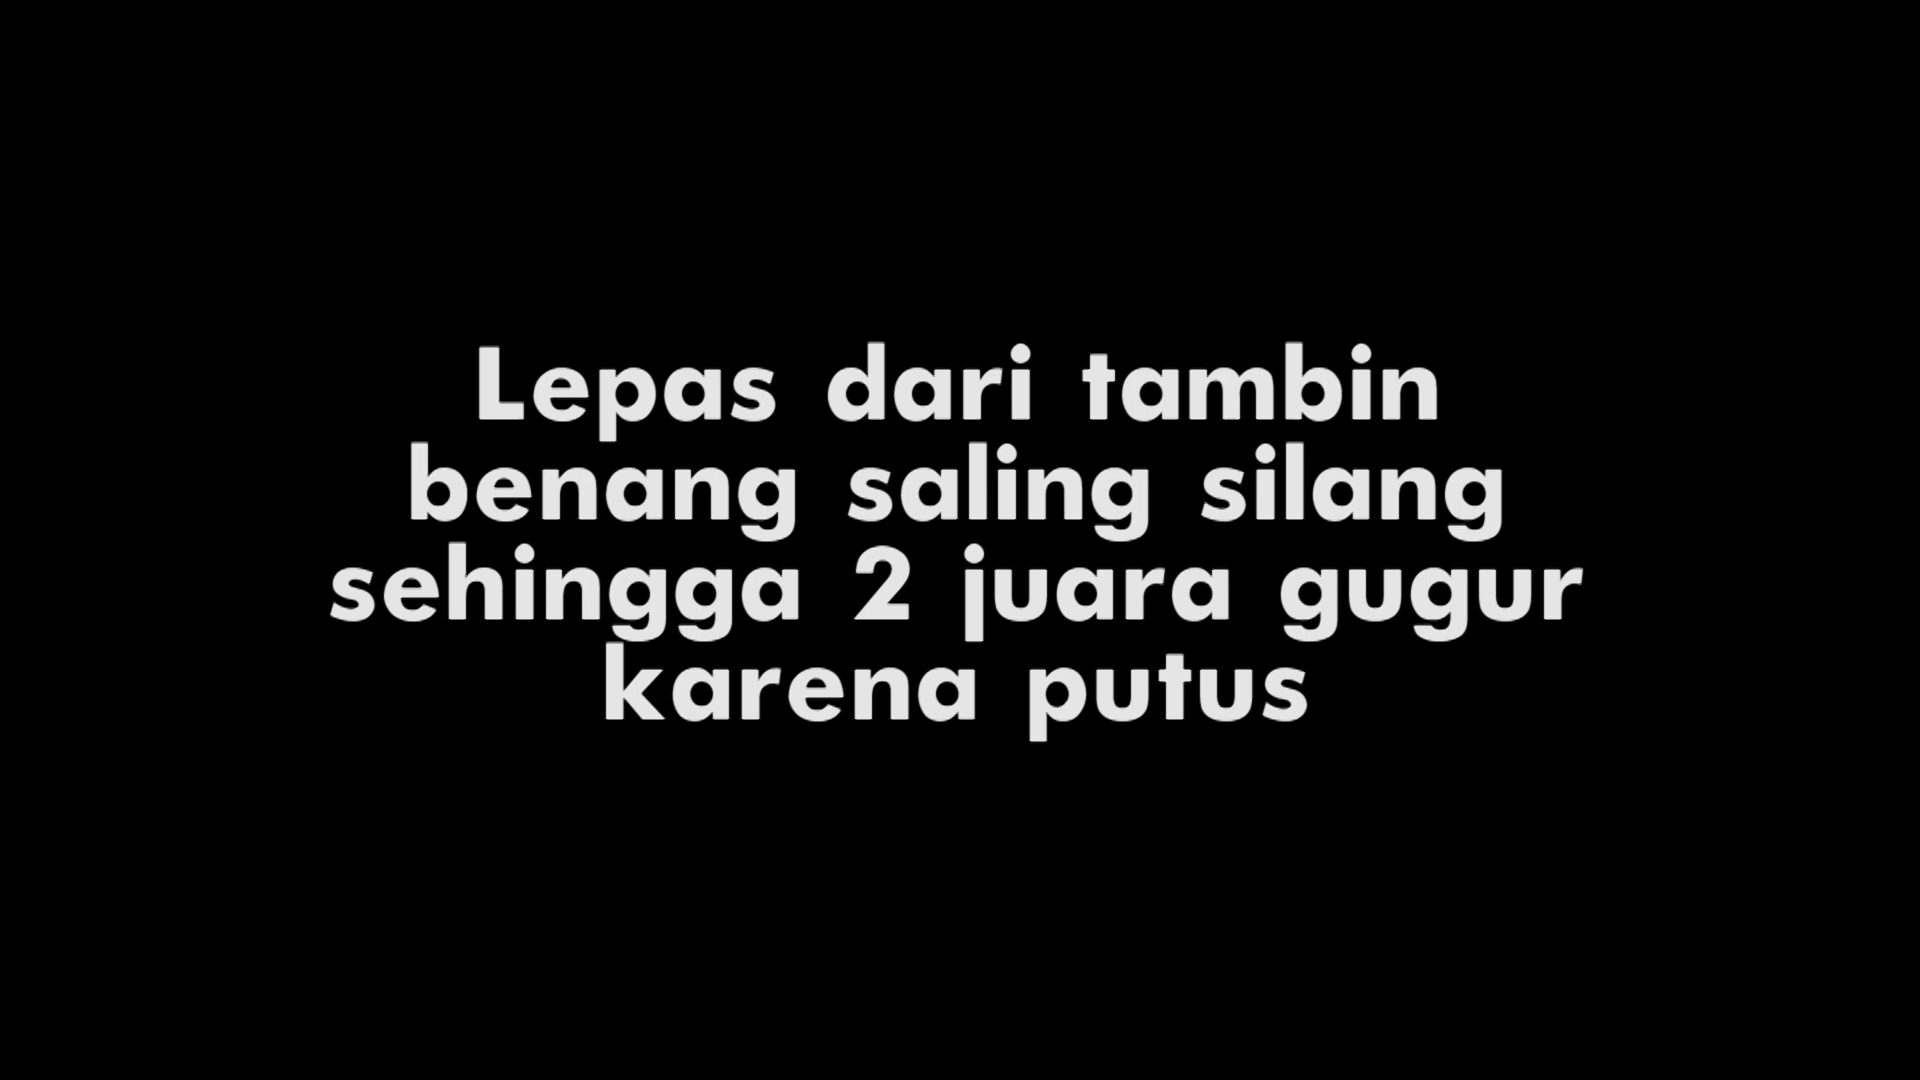 Lepas dari tambin
benang saling silang
sehingga 2 juara gugur
karena putus